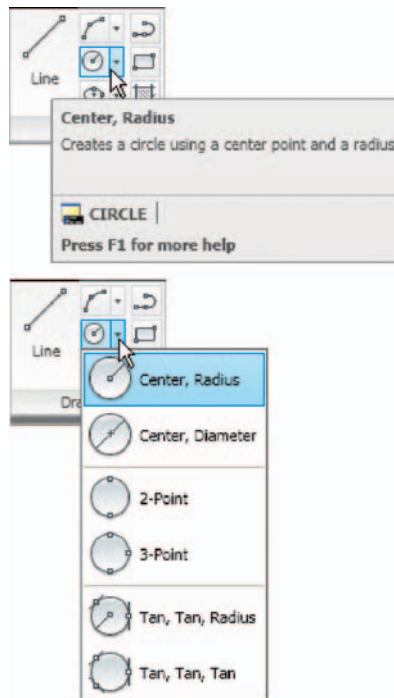 Line
Center, Radius
Creates a circle using a center point and a radius
CIRCLE
Press F1 for more help
Line
Dra
Center, Radius
Center, Diameter
2-Point
3-Point
Tan, Tan, Radius
Tan, Tan, Tan